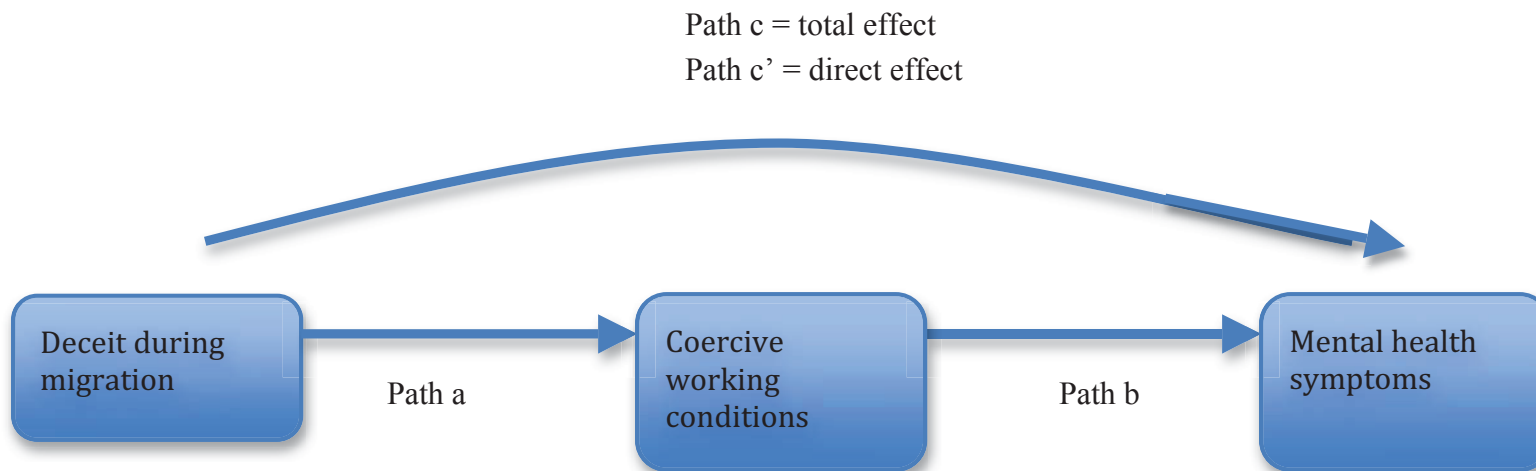 Path c = total effect
Path c’ = direct effect
Deceit during
migration
Path a
Coercive
working
conditions
Path b
Mental health
symptoms